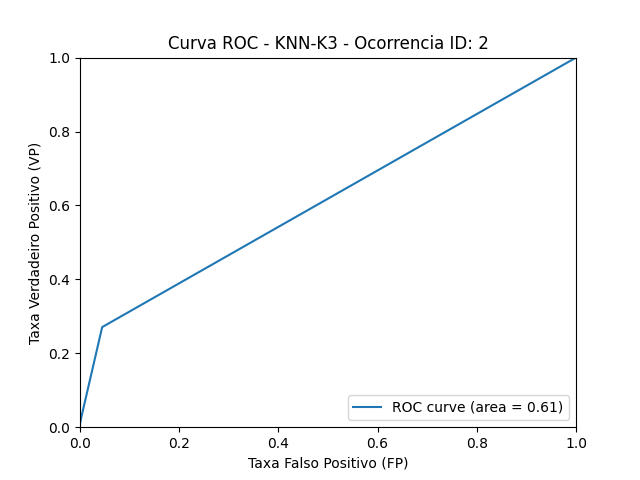 Curva ROC - KNN-K3 - Ocorrencia ID: 2
1.0
0.8
0.6
0.4
0.2
0.0
Taxa Verdadeiro Positivo (VP)
ROC curve (area = 0.61)
0.0 0.2 0.4 0.6 0.8 1.0
Taxa Falso Positivo (FP)